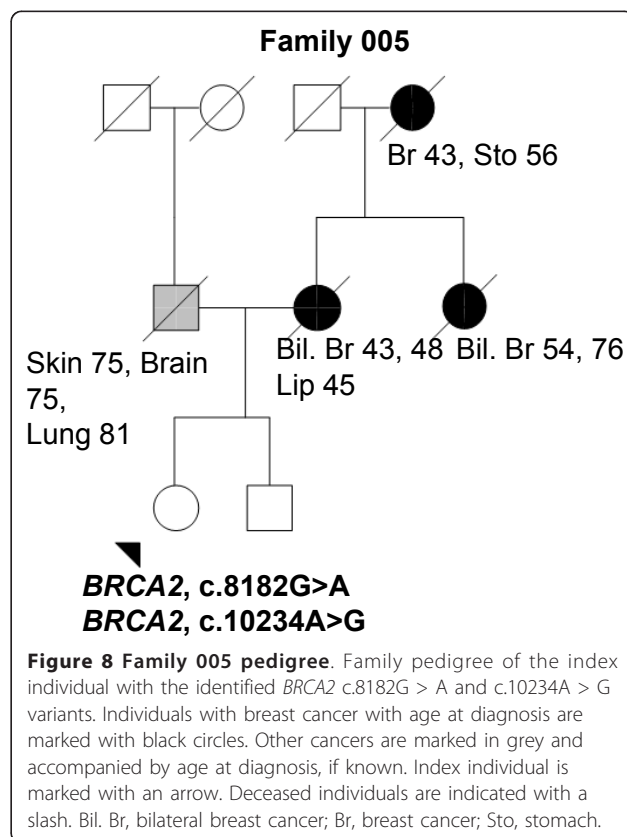 Family 005
Br 43, Sto 56
Skin 75, Brain
75,
Lung 81
Bil. Br 43, 48
Lip 45
Bil. Br 54, 76
BRCA2, c.8182G>A
BRCA2, c.10234A>G
Figure 8 Family 005 pedigree. Family pedigree of the index
individual with the identified BRCA2 c.8182G > A and c.10234A > G
variants. Individuals with breast cancer with age at diagnosis are
marked with black circles. Other cancers are marked in grey and
accompanied by age at diagnosis, if known. Index individual is
marked with an arrow. Deceased individuals are indicated with a
slash. Bil. Br, bilateral breast cancer; Br, breast cancer; Sto, stomach.